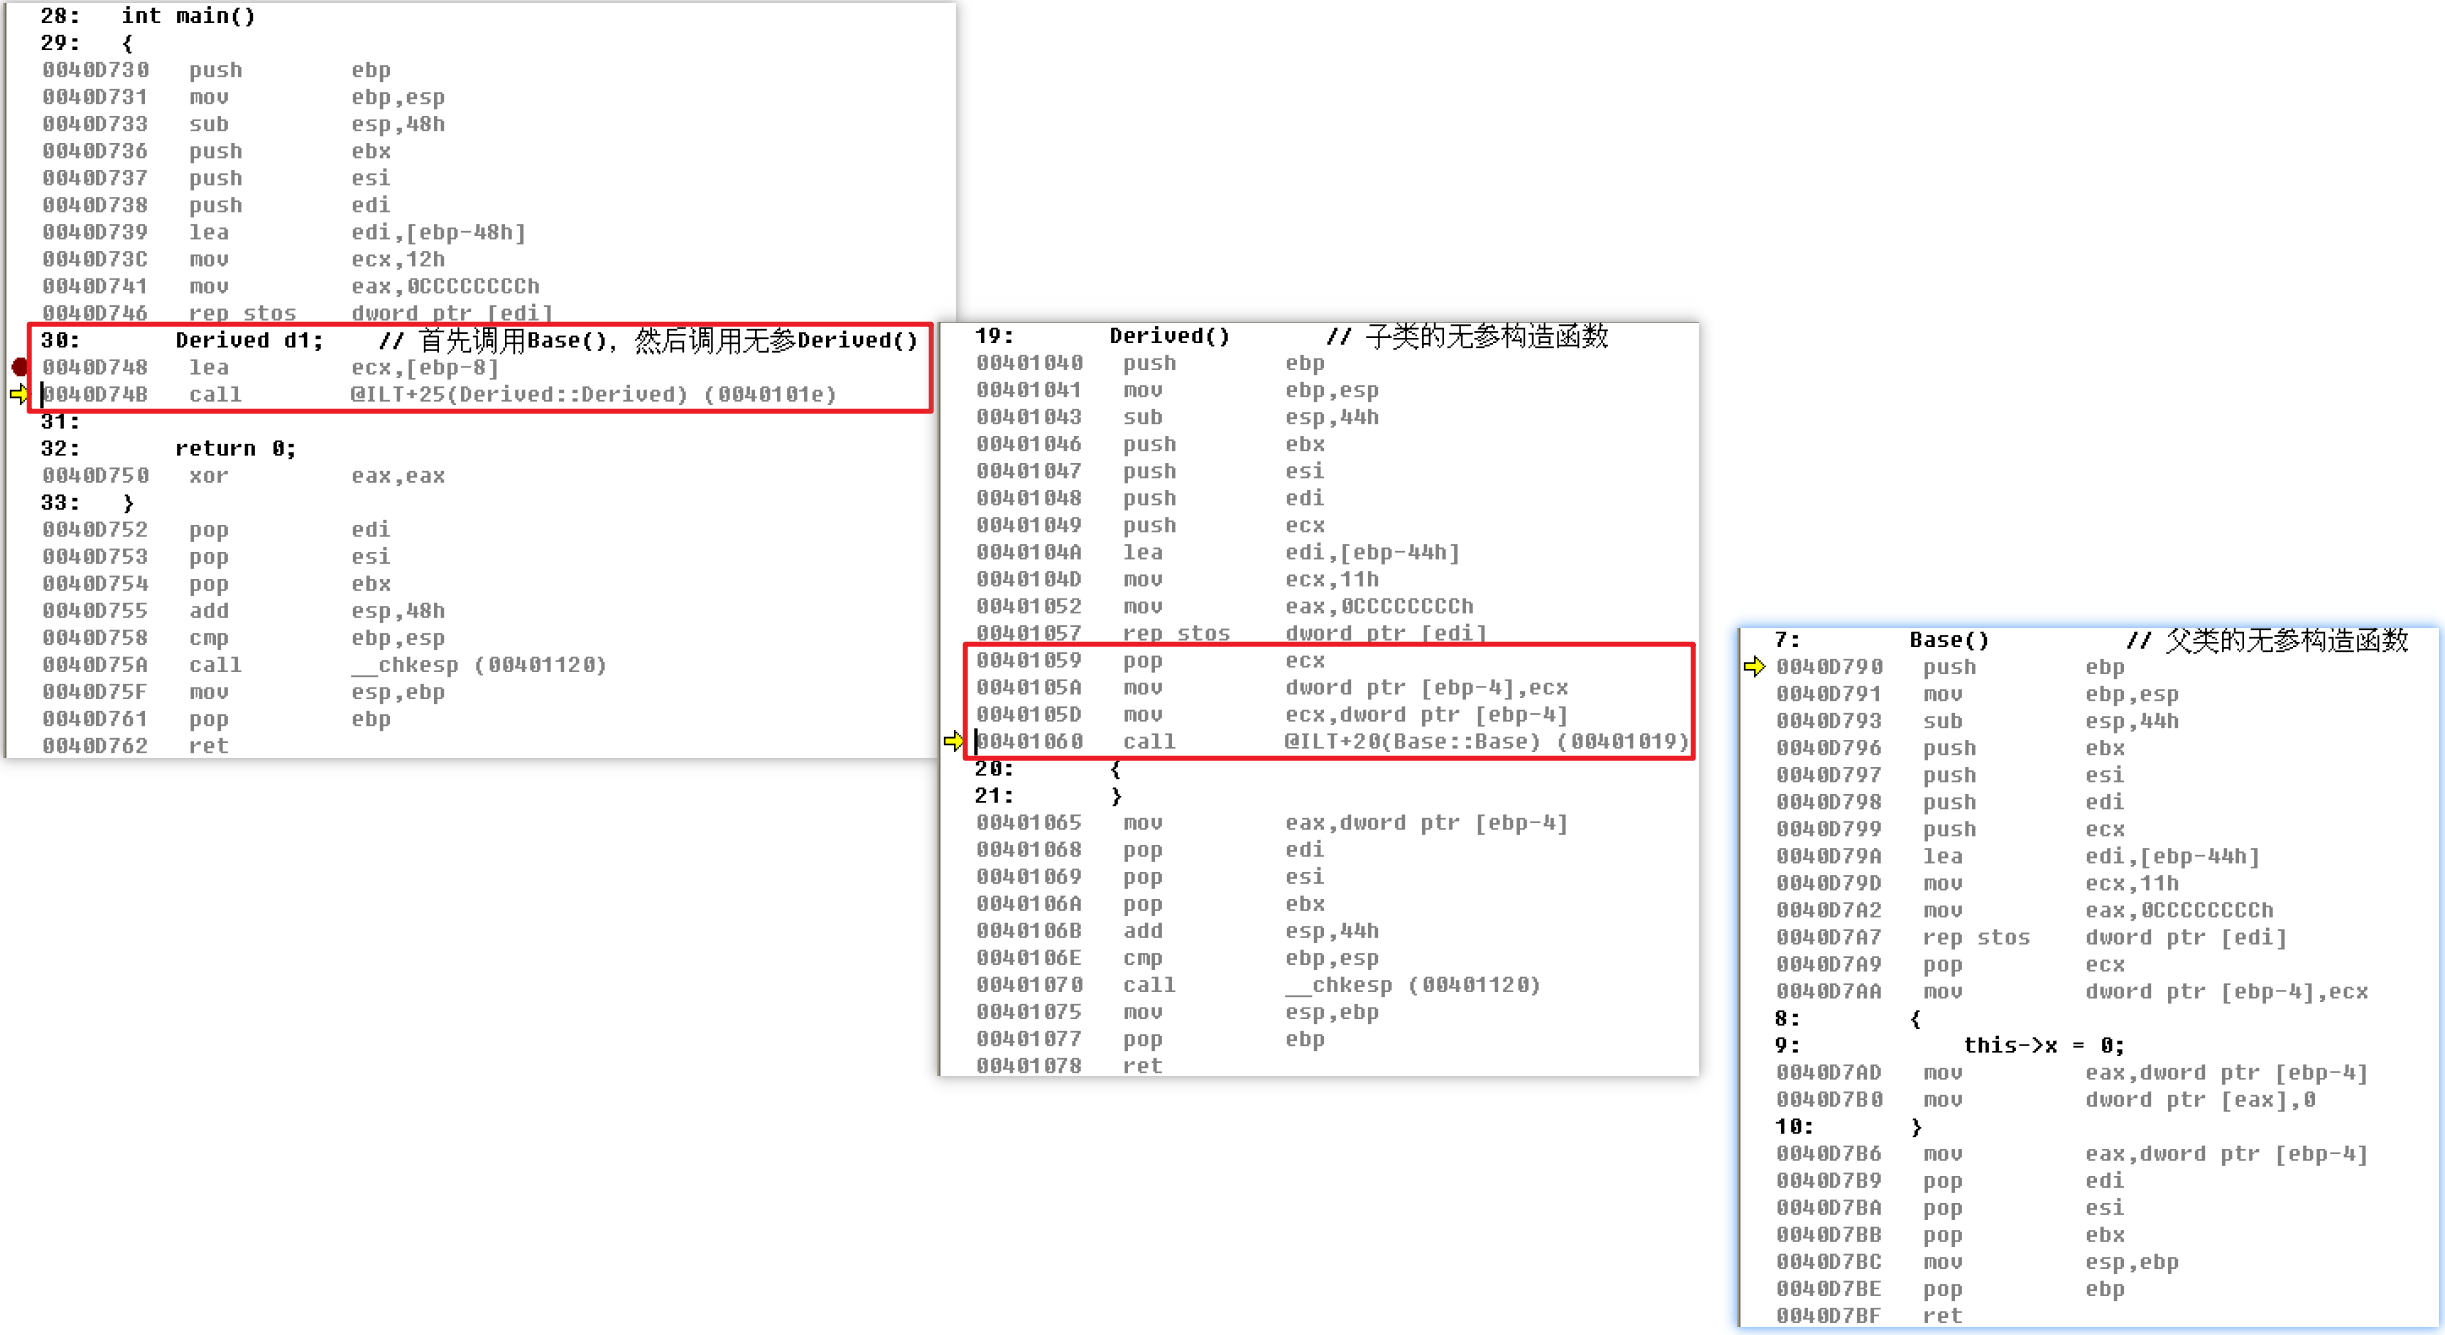 28: int main()
29: {
0040D730 push ebp
0040D731 mov ebp,esp
0040D733 sub esp,48h
0040D736 push ebx
0040D737 push esi
0040D738 push edi
0040D739 lea edi,[ebp-48h]
0040D73C mov ecx,12h
0040D741 mov eax,0CCCCCCCCh
0040D746 rep stos dword ptr [edi]
30: Derived d1; // 首先调用Base(), 然后调用无参Derived()
0040D748 lea ecx,[ebp-8]
0040D74B call @ILT+25(Derived::Derived) (0040101e)
31:
32: return 0;
0040D750 xor eax,eax
33: }
0040D752 pop edi
0040D753 pop esi
0040D754 pop ebx
0040D755 add esp,48h
0040D758 cmp ebp,esp
0040D75A call __chkesp (00401120)
0040D75F mov esp,ebp
0040D761 pop ebp
0040D762 ret
19: Derived() // 子类的无参构造函数
00401040 push ebp
00401041 mov ebp,esp
00401043 sub esp,44h
00401046 push ebx
00401047 push esi
00401048 push edi
00401049 push ecx
0040104A lea edi,[ebp-44h]
0040104D mov ecx,11h
00401052 mov eax,0CCCCCCCCh
00401057 rep stos dword ptr [edi]
00401059 pop ecx
0040105A mov dword ptr [ebp-4],ecx
0040105D mov ecx,dword ptr [ebp-4]
00401060 call @ILT+20(Base::Base) (00401019)
20: {
21: }
00401065 mov eax,dword ptr [ebp-4]
00401068 pop edi
00401069 pop esi
0040106A pop ebx
0040106B add esp,44h
0040106E cmp ebp,esp
00401070 call __chkesp (00401120)
00401075 mov esp,ebp
00401077 pop ebp
00401078 ret
7: Base() // 父类的无参构造函数
0040D790 push ebp
0040D791 mov ebp,esp
0040D793 sub esp,44h
0040D796 push ebx
0040D797 push esi
0040D798 push edi
0040D799 push ecx
0040D79A lea edi,[ebp-44h]
0040D79D mov ecx,11h
0040D7A2 mov eax,0CCCCCCCCh
0040D7A7 rep stos dword ptr [edi]
0040D7A9 pop ecx
0040D7AA mov dword ptr [ebp-4],ecx
8: {
9: this->x = 0;
0040D7AD mov eax,dword ptr [ebp-4]
0040D7B0 mov dword ptr [eax],0
10: }
0040D7B6 mov eax,dword ptr [ebp-4]
0040D7B9 pop edi
0040D7BA pop esi
0040D7BB pop ebx
0040D7BC mov esp,ebp
0040D7BE pop ebp
0040D7BF ret